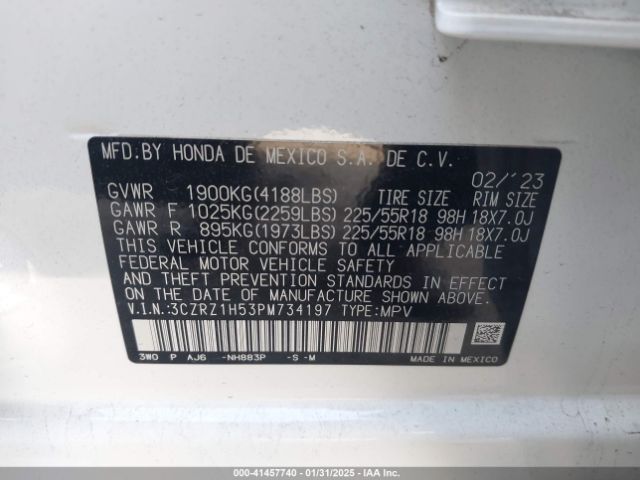 MFD.BY HONDA DE MEXICO S.A. DE C.V.
02/'23
GVWR 1900KG(4188LBS) TIRE SIZE RIM SIZE
GAWR F 1025KG(2259LBS) 225/55R18 98H 18X7.0J
GAWR R 895KG(1973LBS) 225/55R18 98H 18X7.0J
THIS VEHICLE CONFORMS TO ALL APPLICABLE
FEDERAL MOTOR VEHICLE SAFETY
AND THEFT PREVENTION STANDARDS IN EFFECT
ON THE DATE OF MANUFACTURE SHOWN ABOVE.
V.I.N.:3CZRZ1H53PM734197 TYPE:MPV
3W0 P AJ6 -NH883P -S -M
MADE IN MEXICO
000-41457740 - 01/31/2025 - IAA Inc.